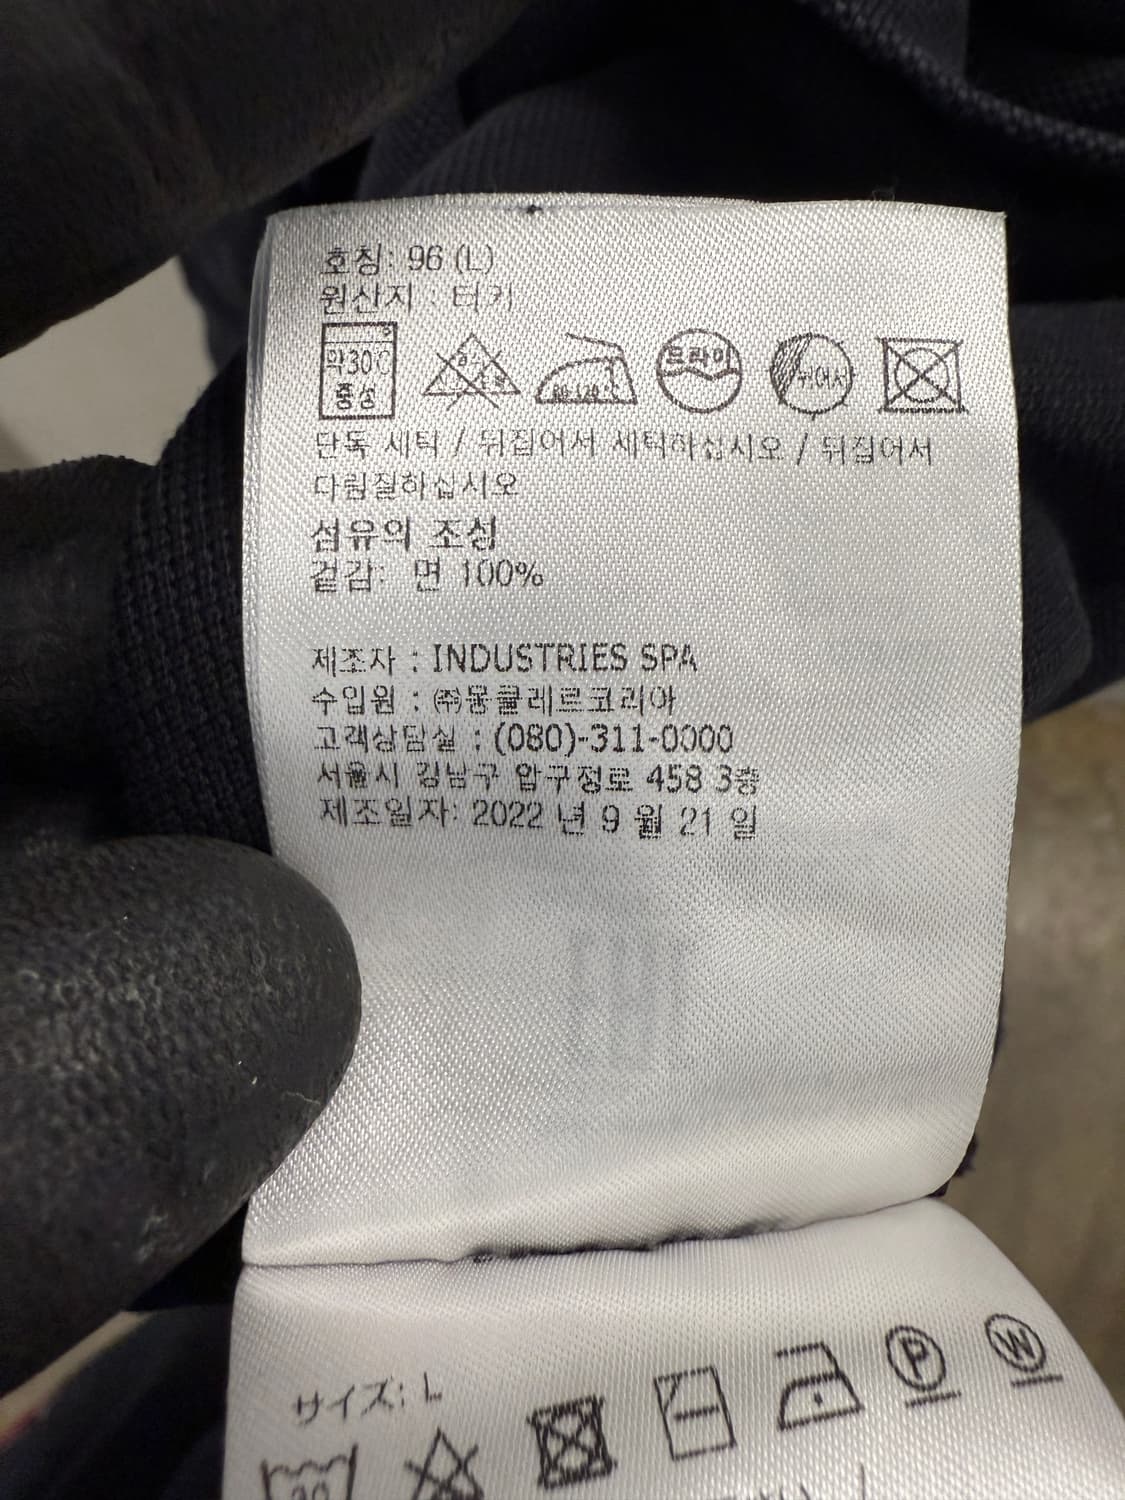 호칭: 96 (L)
원산지 : 터키
약30℃
중성
드라이
뉘어서
단독 세탁 / 뒤집어서 세탁하십시오 / 뒤집어서
다림질하십시오
섬유의 조성
겉감: 면 100%
제조자 : INDUSTRIES SPA
수입원 : ㈜몽클레르코리아
고객상담실 : (080)-311-0000
서울시 강남구 압구정로 458 3층
제조일자: 2022 년 9 월 21 일
サイズ: L
P
W
30